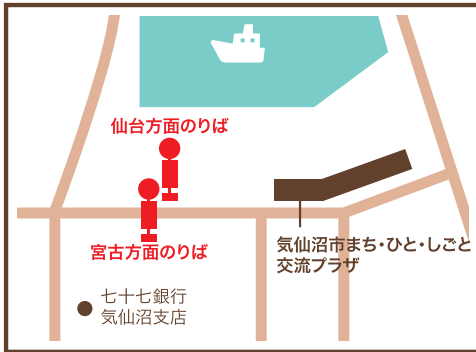 仙台方面のりば
宮古方面のりば
気仙沼市まち・ひと・しごと
交流プラザ
七十七銀行
気仙沼支店